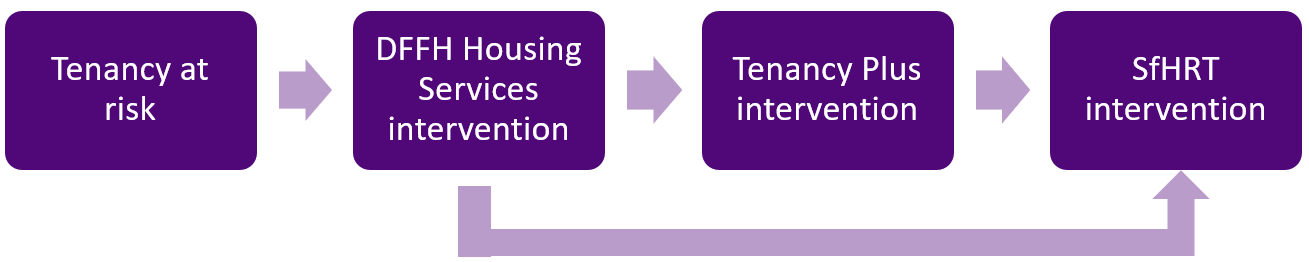 Tenancy at
risk
DFFH Housing
Services
intervention
Tenancy Plus
intervention
SfHRT
intervention